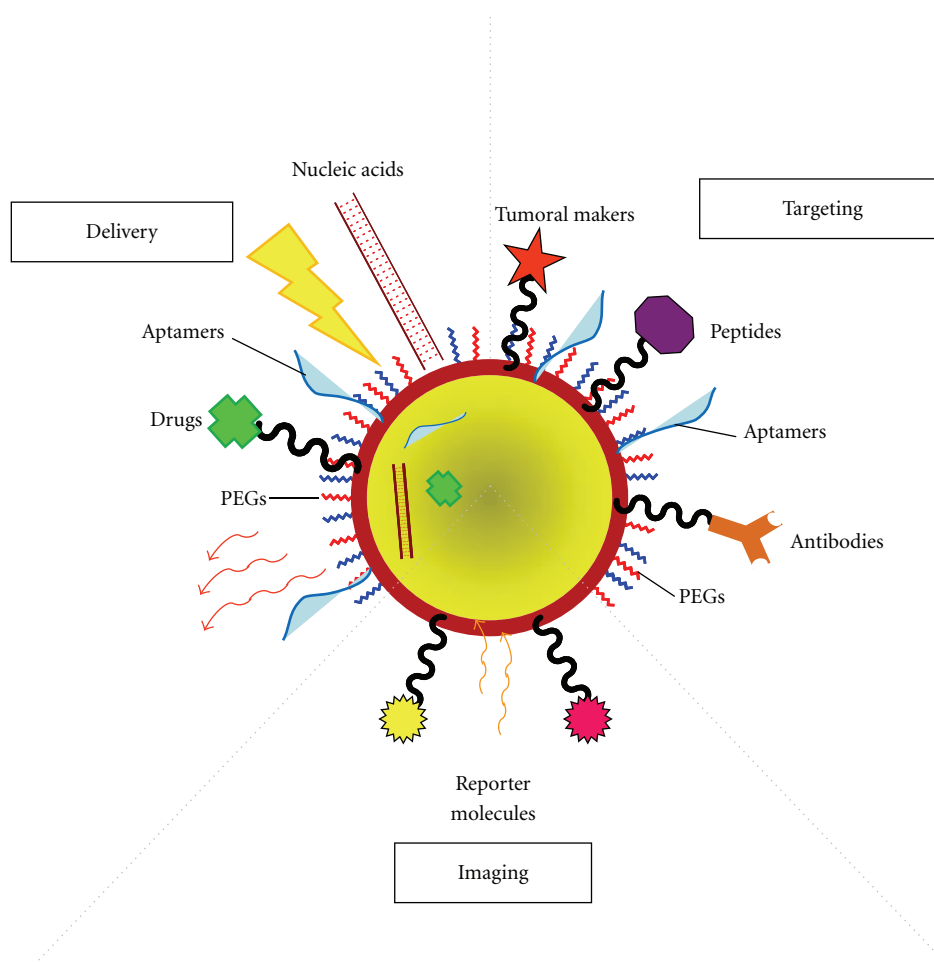 Nucleic acids
Delivery
Tumoral makers
Targeting
Aptamers
Peptides
Drugs
Aptamers
PEGs
Antibodies
PEGs
Reporter
molecules
Imaging